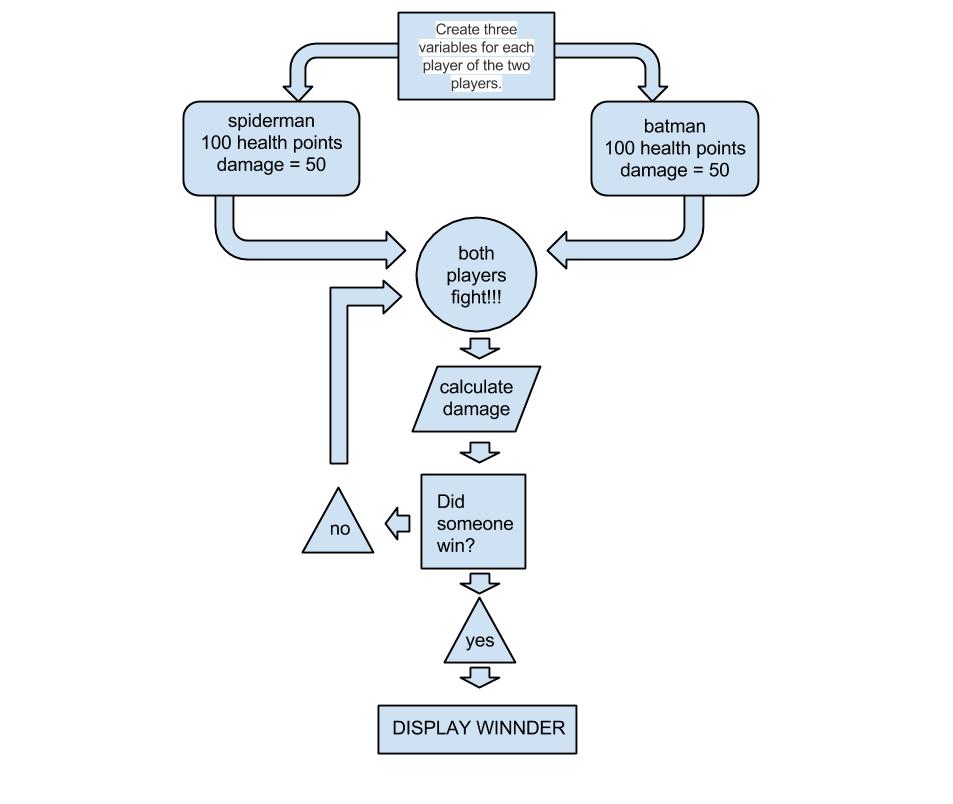 Create three
variables for each
player of the two
players.
spiderman
100 health points
damage = 50
batman
100 health points
damage = 50
both
players
fight!!!
calculate
damage
Did
someone
win?
no
yes
DISPLAY WINNDER